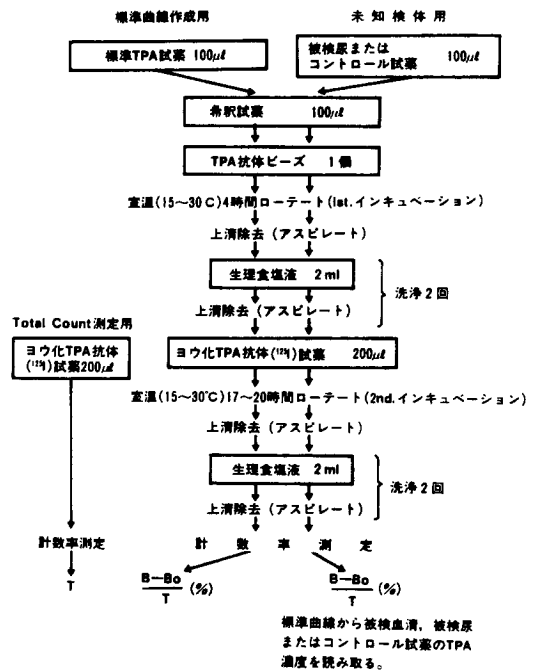 標準曲線作成用
未知検体用
標準TPA試薬 100μl
被検尿または
コントロール試薬 100μl
希釈試薬 100μl
TPA抗体ビーズ 1個
室温(15～30℃)4時間ローテート(1st.インキュベーション)
上清除去(アスピレート)
生理食塩液 2ml
上清除去(アスピレート)
洗浄2回
Total Count測定用
ヨウ化TPA抗体
(¹²⁵I)試薬200μl
ヨウ化TPA抗体(¹²⁵I)試薬 200μl
室温(15～30℃)17～20時間ローテート(2nd.インキュベーション)
上清除去(アスピレート)
生理食塩液 2ml
上清除去(アスピレート)
洗浄2回
計数率測定
計数率測定
T
B—Bo
T
(%)
B—Bo
T
(%)
標準曲線から被検血清，被検尿
またはコントロール試薬のTPA
濃度を読み取る。